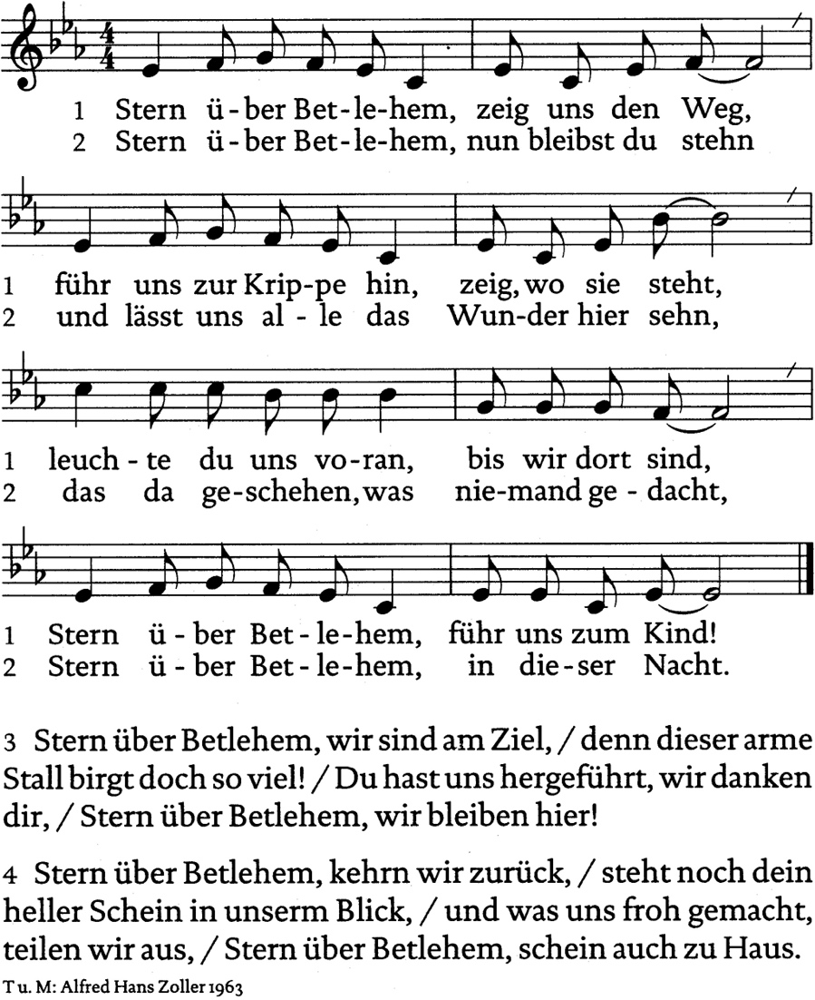 1 Stern ü-ber Bet-le-hem, zeig uns den Weg,
2 Stern ü-ber Bet-le-hem, nun bleibst du stehn
1 führ uns zur Krip-pe hin, zeig, wo sie steht,
2 und lässt uns al-le das Wun-der hier sehn,
1 leuch-te du uns vo-ran, bis wir dort sind,
2 das da ge-schehen, was nie-mand ge-dacht,
1 Stern ü-ber Bet-le-hem, führ uns zum Kind!
2 Stern ü-ber Bet-le-hem, in die-ser Nacht.
3 Stern über Betlehem, wir sind am Ziel, / denn dieser arme
Stall birgt doch so viel! / Du hast uns hergeführt, wir danken
dir, / Stern über Betlehem, wir bleiben hier!
4 Stern über Betlehem, kehrn wir zurück, / steht noch dein
heller Schein in unserm Blick, / und was uns froh gemacht,
teilen wir aus, / Stern über Betlehem, schein auch zu Haus.
T u. M: Alfred Hans Zoller 1963